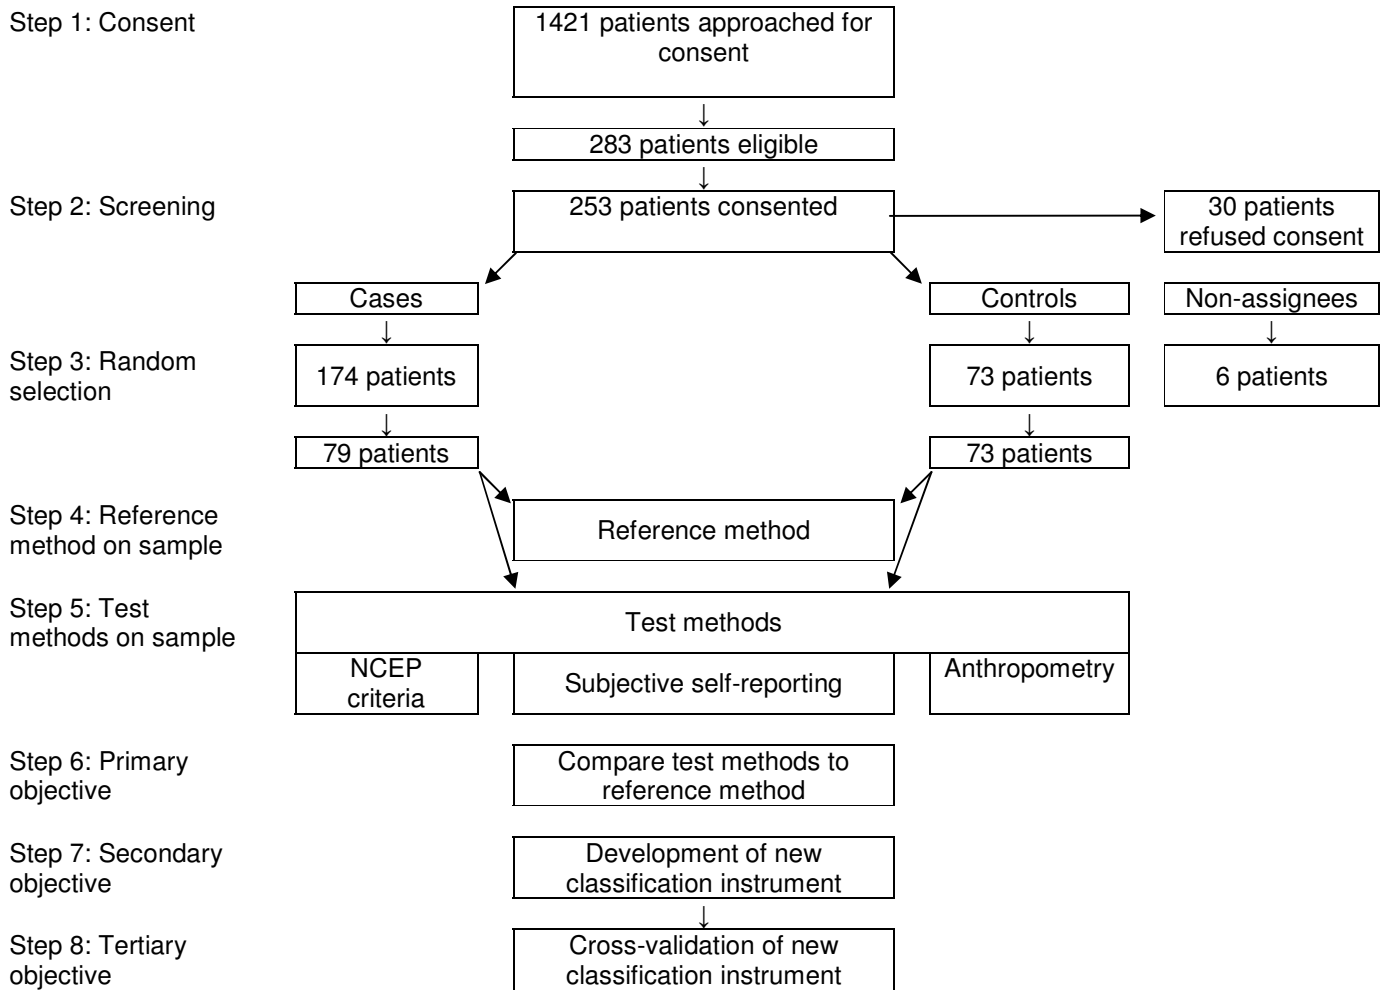 Step 1: Consent
1421 patients approached for
consent
↓
283 patients eligible
↓
Step 2: Screening
253 patients consented
30 patients
refused consent
Cases
Controls
Non-assignees
↓
↓
↓
Step 3: Random
selection
174 patients
73 patients
6 patients
↓
↓
79 patients
73 patients
Step 4: Reference
method on sample
Reference method
Step 5: Test
methods on sample
Test methods
NCEP
criteria
Subjective self-reporting
Anthropometry
Step 6: Primary
objective
Compare test methods to
reference method
Step 7: Secondary
objective
Development of new
classification instrument
↓
Step 8: Tertiary
objective
Cross-validation of new
classification instrument